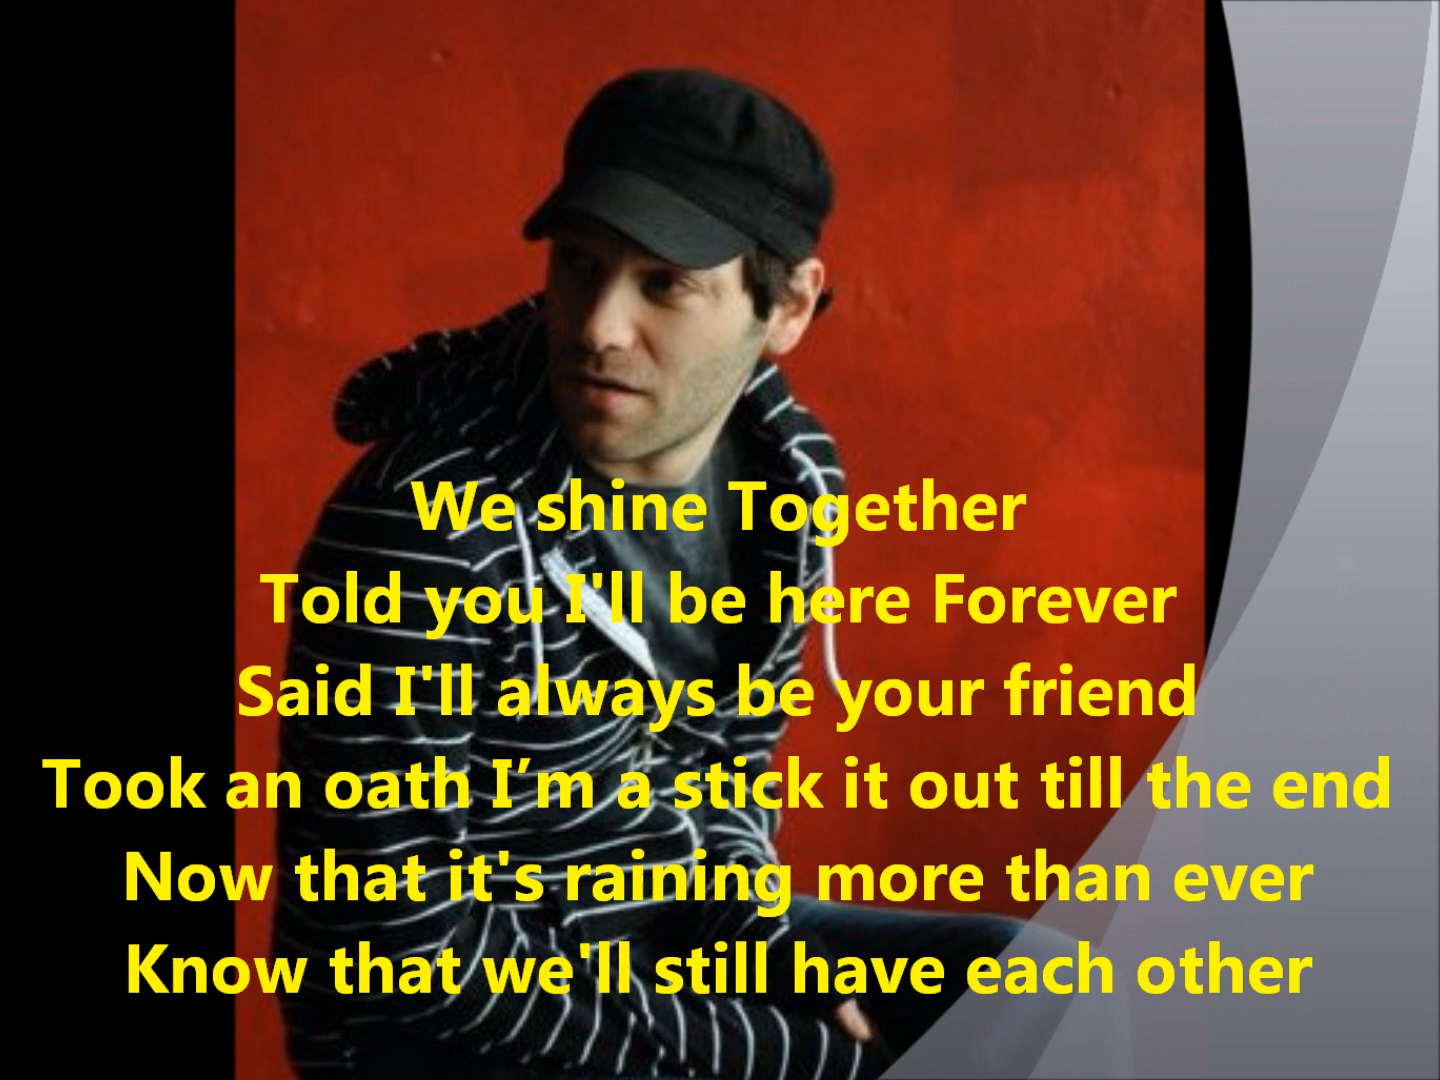 We shine Together
Told you I'll be here Forever
Said I'll always be your friend
Took an oath I’m a stick it out till the end
Now that it's raining more than ever
Know that we'll still have each other